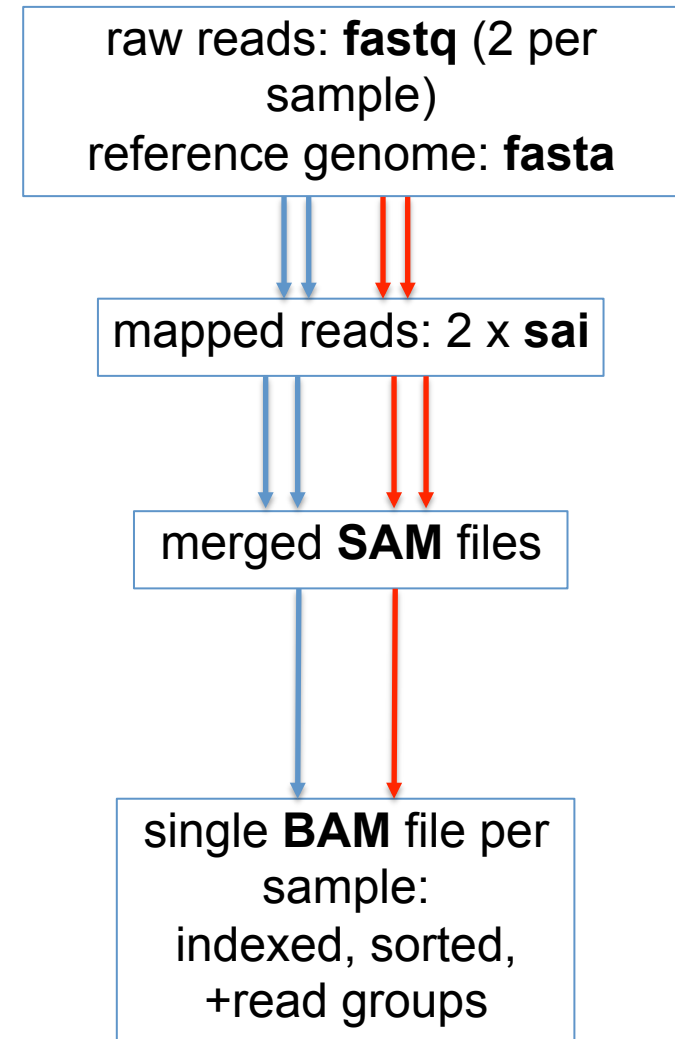 raw reads: fastq (2 per
sample)
reference genome: fasta
mapped reads: 2 x sai
merged SAM files
single BAM file per
sample:
indexed, sorted,
+read groups